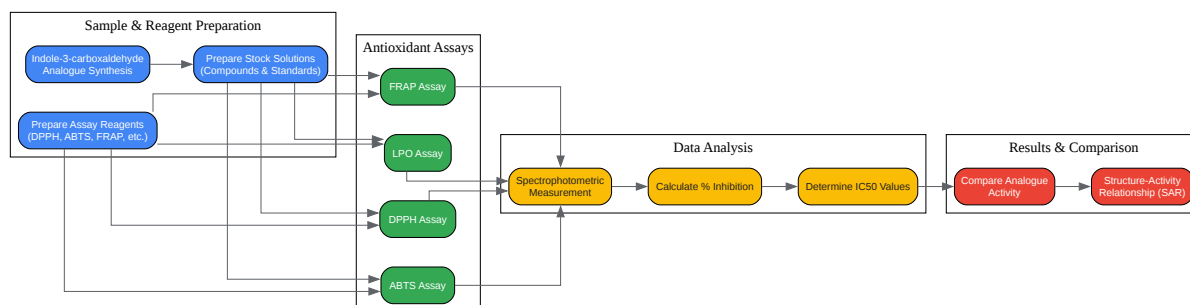 Sample & Reagent Preparation
Indole-3-carboxaldehyde
Analogue Synthesis
Prepare Stock Solutions
(Compounds & Standards)
Prepare Assay Reagents
(DPPH, ABTS, FRAP, etc.)
Antioxidant Assays
FRAP Assay
LPO Assay
DPPH Assay
ABTS Assay
Data Analysis
Spectrophotometric
Measurement
Calculate % Inhibition
Determine IC50 Values
Results & Comparison
Compare Analogue
Activity
Structure-Activity
Relationship (SAR)